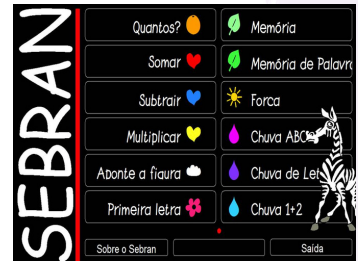 SEBRAN
Quantos?
Memória
Somar
Memória de Palavr
Subtrair
Forca
Multiplicar
Chuva ABC
Aponte a figura
Chuva de Let
Primeira letra
Chuva 1+2
Sobre o Sebran
Saída